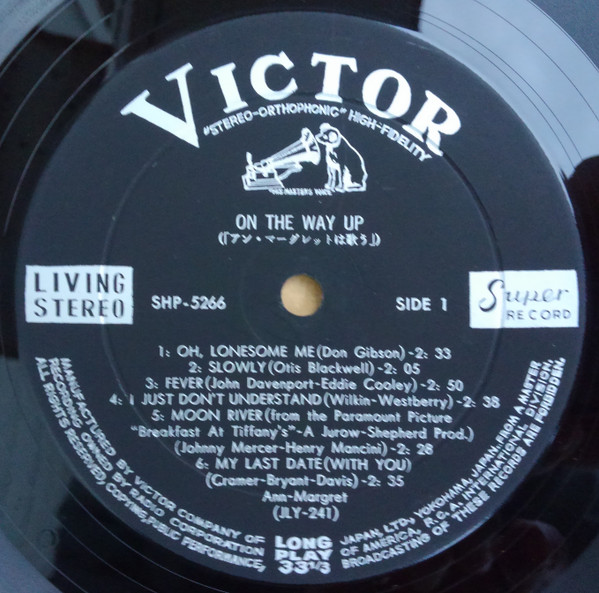 VICTOR
"STEREO-ORTHOPHONIC" HIGH-FIDELITY
"HIS MASTER'S VOICE"
ON THE WAY UP
(「アン・マーグレットは歌う」)
LIVING
STEREO
SHP-5266
SIDE 1
Super
RECORD
1: OH, LONESOME ME(Don Gibson)-2: 33
2: SLOWLY(Otis Blackwell)-2: 05
3: FEVER(John Davenport-Eddie Cooley)-2: 50
4: I JUST DON'T UNDERSTAND(Wilkin-Westberry)-2: 38
5: MOON RIVER(from the Paramount Picture
"Breakfast At Tiffany's"-A Jurow-Shepherd Prod.)
(Johnny Mercer-Henry Mancini)-2: 28
6: MY LAST DATE(WITH YOU)
(Cramer-Bryant-Davis)-2: 35
Ann-Margret
(JLY-241)
LONG
PLAY
33 1/3
MANUFACTURED BY VICTOR COMPANY OF JAPAN, LTD., YOKOHAMA, JAPAN, FROM A MASTER
RECORDING OWNED BY RADIO CORPORATION OF AMERICA, R.C.A. INTERNATIONAL DIVISION.
ALL RIGHTS RESERVED, COPYING, PUBLIC PERFORMANCE, BROADCASTING OF THESE RECORDS ARE FORBIDDEN.